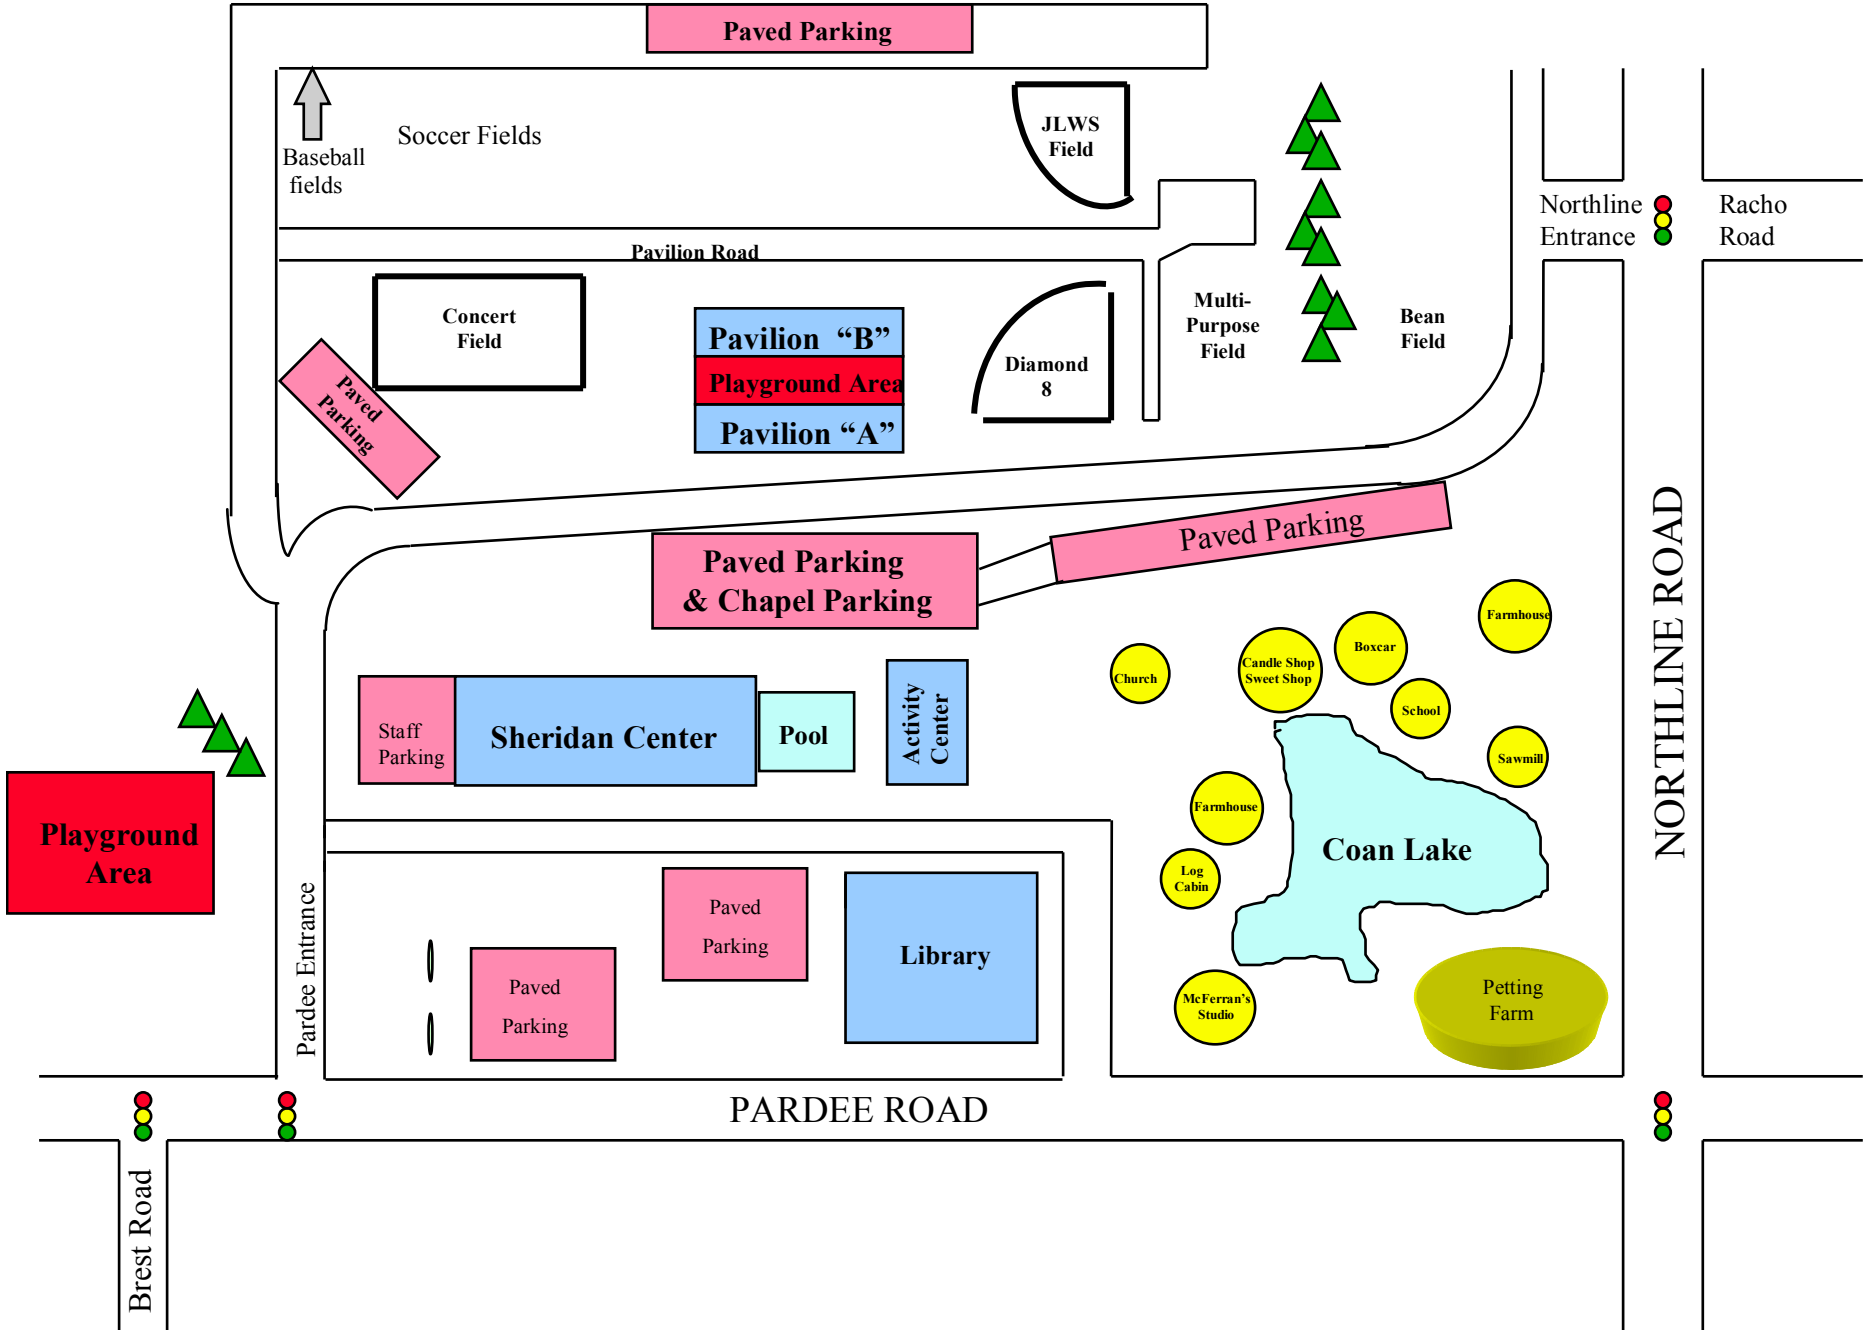 Paved Parking
JLWS
Field
Soccer Fields
Baseball
fields
Northline
Entrance
Racho
Road
Pavilion Road
Concert
Field
Pavilion “B”
Playground Area
Pavilion “A”
Diamond
8
Multi-
Purpose
Field
Bean
Field
Paved
Parking
Paved Parking
Paved Parking
& Chapel Parking
NORTHLINE ROAD
Farmhouse
Boxcar
Candle Shop
Sweet Shop
Church
School
Sawmill
Staff
Parking
Sheridan Center
Pool
Activity
Center
Farmhouse
Coan Lake
Log
Cabin
Playground
Area
Pardee Entrance
Paved
Parking
Library
Paved
Parking
McFerran’s
Studio
Petting
Farm
PARDEE ROAD
Brest Road